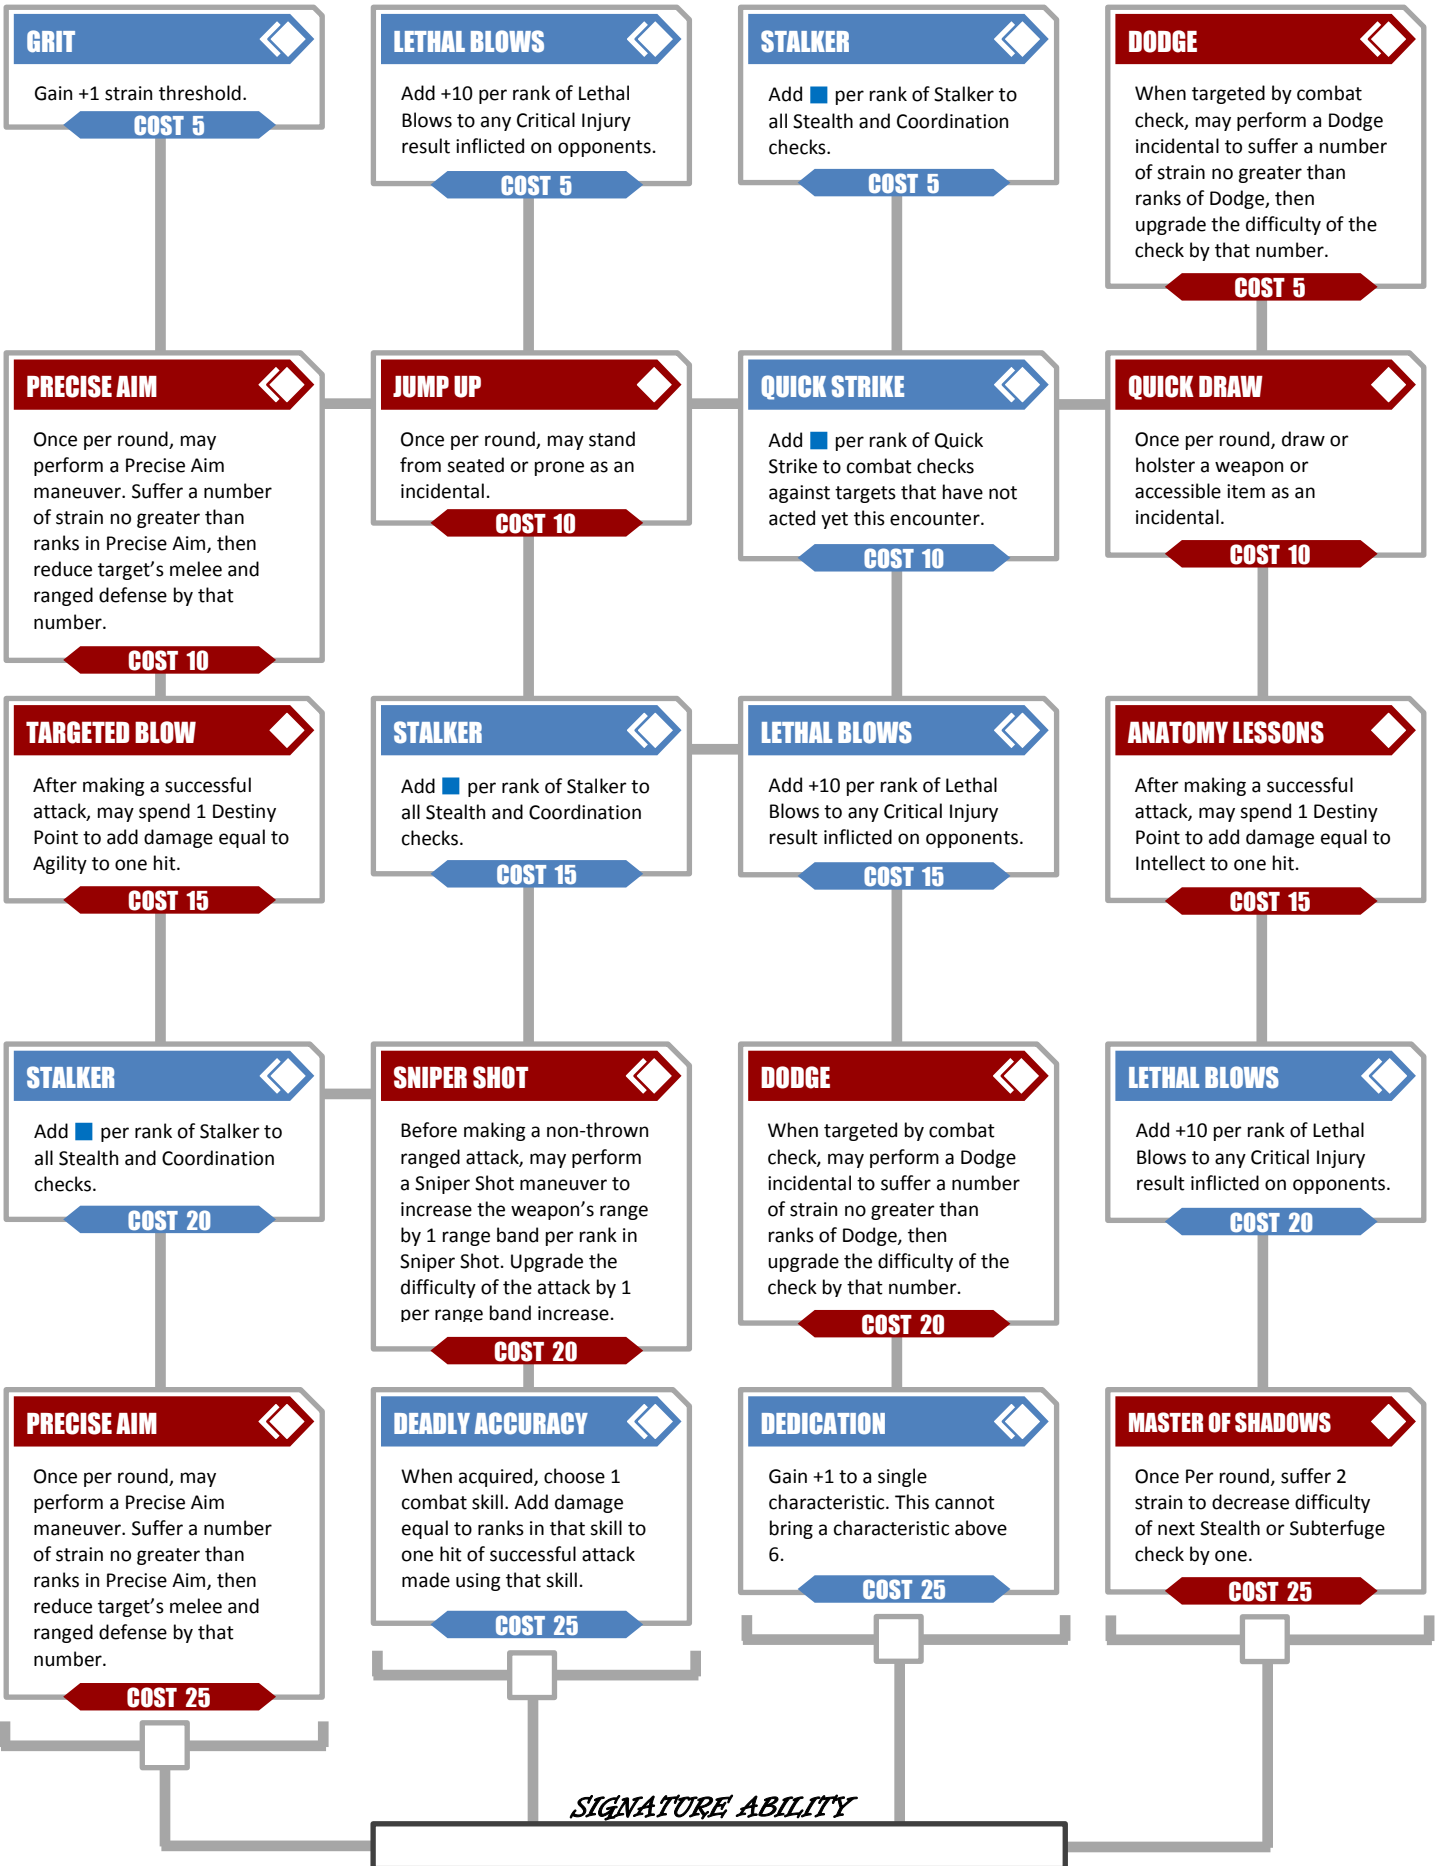 GRIT
Gain +1 strain threshold.
COST 5
LETHAL BLOWS
Add +10 per rank of Lethal
Blows to any Critical Injury
result inflicted on opponents.
COST 5
STALKER
Add per rank of Stalker to
all Stealth and Coordination
checks.
COST 5
DODGE
When targeted by combat
check, may perform a Dodge
incidental to suffer a number
of strain no greater than
ranks of Dodge, then
upgrade the difficulty of the
check by that number.
COST 5
PRECISE AIM
Once per round, may
perform a Precise Aim
maneuver. Suffer a number
of strain no greater than
ranks in Precise Aim, then
reduce target’s melee and
ranged defense by that
number.
COST 10
JUMP UP
Once per round, may stand
from seated or prone as an
incidental.
COST 10
QUICK STRIKE
Add per rank of Quick
Strike to combat checks
against targets that have not
acted yet this encounter.
COST 10
QUICK DRAW
Once per round, draw or
holster a weapon or
accessible item as an
incidental.
COST 10
TARGETED BLOW
After making a successful
attack, may spend 1 Destiny
Point to add damage equal to
Agility to one hit.
COST 15
STALKER
Add per rank of Stalker to
all Stealth and Coordination
checks.
COST 15
LETHAL BLOWS
Add +10 per rank of Lethal
Blows to any Critical Injury
result inflicted on opponents.
COST 15
ANATOMY LESSONS
After making a successful
attack, may spend 1 Destiny
Point to add damage equal to
Intellect to one hit.
COST 15
STALKER
Add per rank of Stalker to
all Stealth and Coordination
checks.
COST 20
SNIPER SHOT
Before making a non-thrown
ranged attack, may perform
a Sniper Shot maneuver to
increase the weapon’s range
by 1 range band per rank in
Sniper Shot. Upgrade the
difficulty of the attack by 1
per range band increase.
COST 20
DODGE
When targeted by combat
check, may perform a Dodge
incidental to suffer a number
of strain no greater than
ranks of Dodge, then
upgrade the difficulty of the
check by that number.
COST 20
LETHAL BLOWS
Add +10 per rank of Lethal
Blows to any Critical Injury
result inflicted on opponents.
COST 20
PRECISE AIM
Once per round, may
perform a Precise Aim
maneuver. Suffer a number
of strain no greater than
ranks in Precise Aim, then
reduce target’s melee and
ranged defense by that
number.
COST 25
DEADLY ACCURACY
When acquired, choose 1
combat skill. Add damage
equal to ranks in that skill to
one hit of successful attack
made using that skill.
COST 25
DEDICATION
Gain +1 to a single
characteristic. This cannot
bring a characteristic above
6.
COST 25
MASTER OF SHADOWS
Once Per round, suffer 2
strain to decrease difficulty
of next Stealth or Subterfuge
check by one.
COST 25
SIGNATURE ABILITY